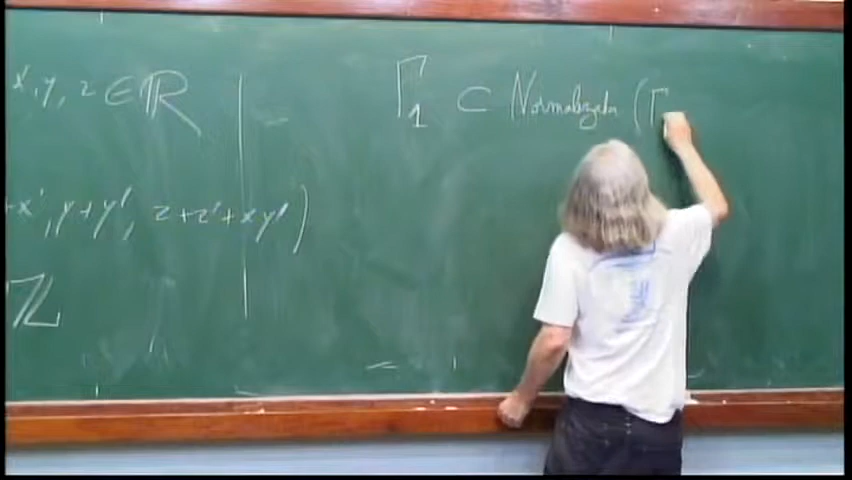 x', y, z ∈ ℝ
+x', y+y', z+z'+xy')
ℤ
Γ₁ ⊂ Normalizador (Γ